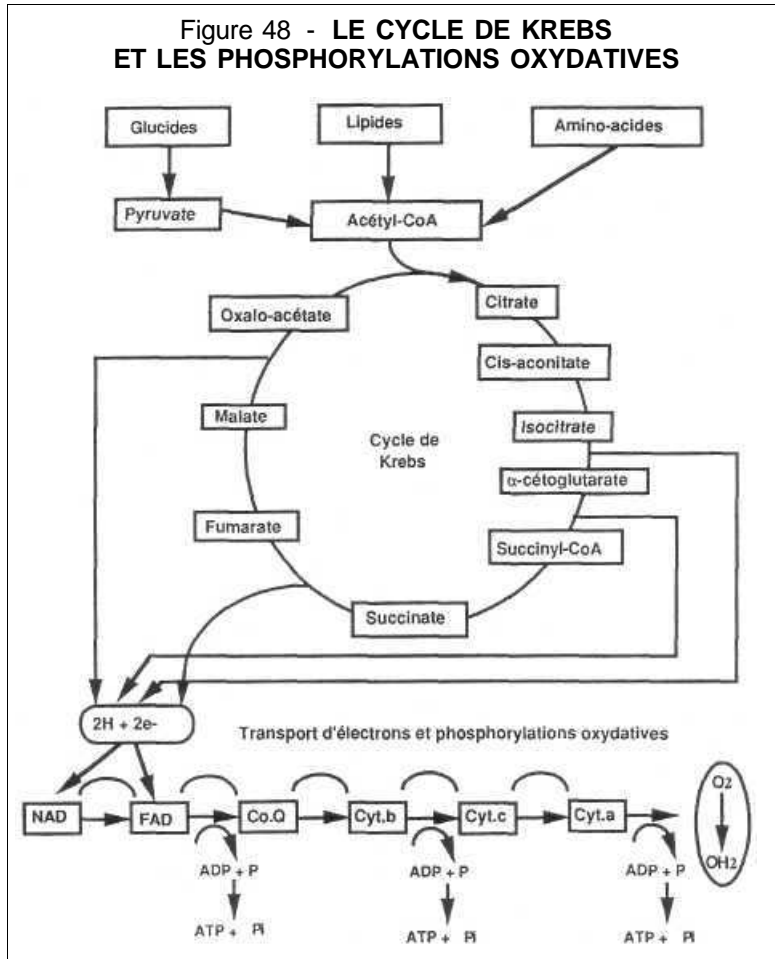 Figure 48 - LE CYCLE DE KREBS
ET LES PHOSPHORYLATIONS OXYDATIVES
Glucides
Lipides
Amino-acides
Pyruvate
Acétyl-CoA
Oxalo-acétate
Citrate
Cis-aconitate
Malate
Isocitrate
Cycle de
Krebs
α-cétoglutarate
Fumarate
Succinyl-CoA
Succinate
2H + 2e-
Transport d'électrons et phosphorylations oxydatives
NAD
FAD
Co.Q
Cyt.b
Cyt.c
Cyt.a
O2
OH2
ADP + P
ADP + P
ADP + P
ATP + Pi
ATP + Pi
ATP + Pi